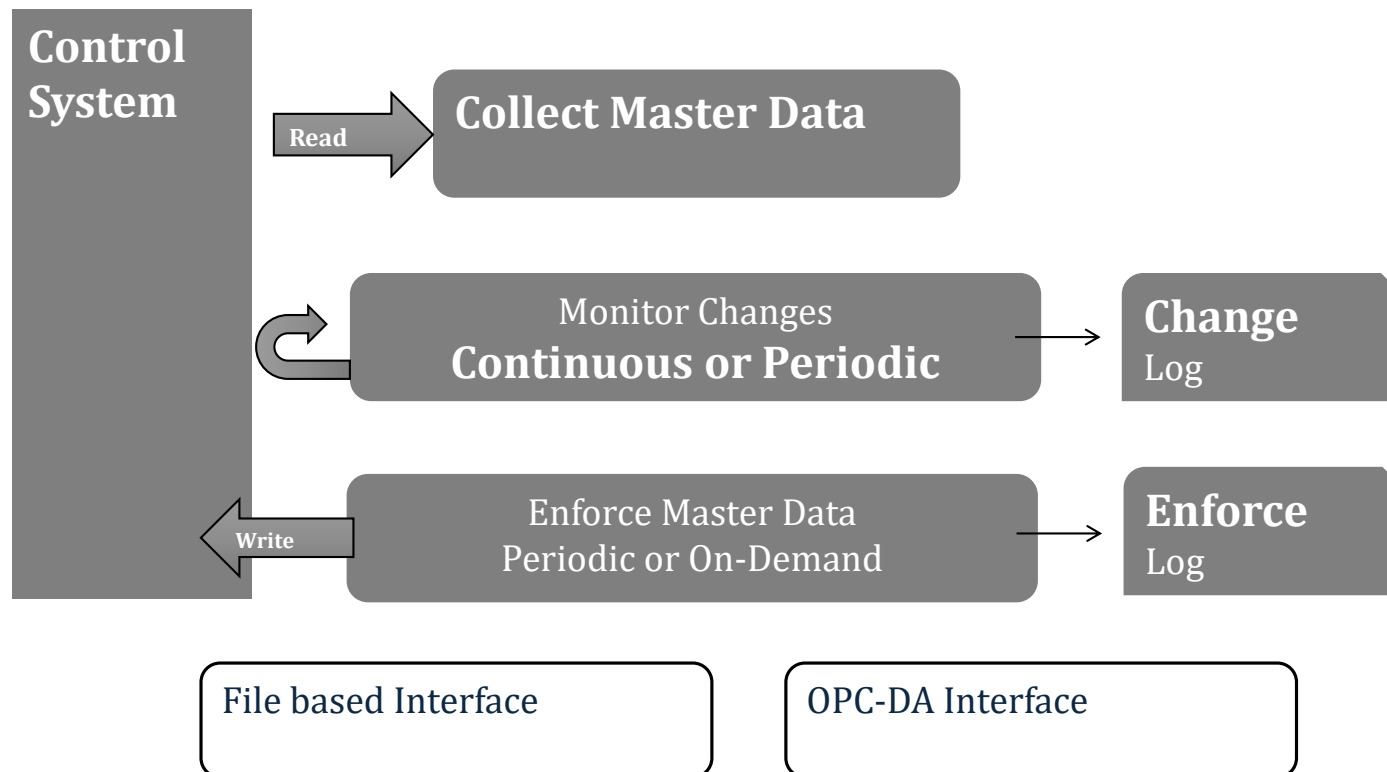 Control
System
Read
Collect Master Data
Monitor Changes
Continuous or Periodic
Change
Log
Write
Enforce Master Data
Periodic or On-Demand
Enforce
Log
File based Interface
OPC-DA Interface